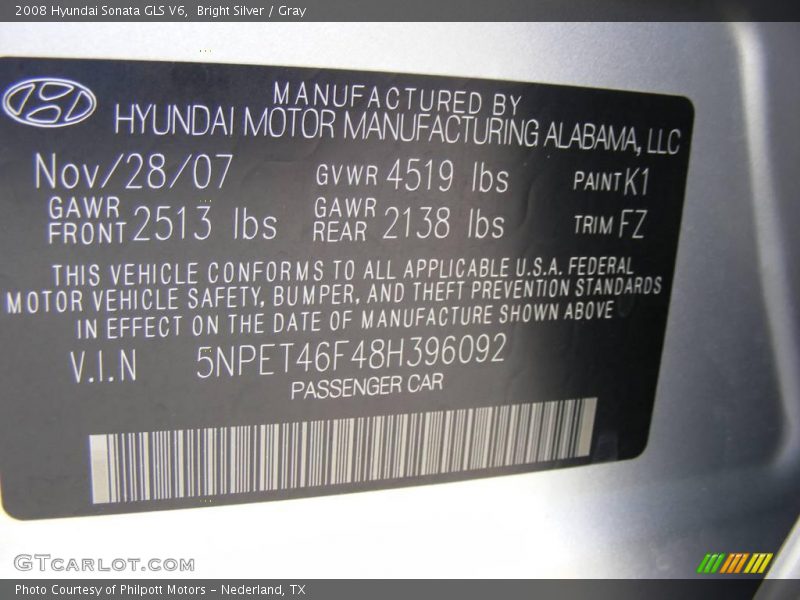 2008 Hyundai Sonata GLS V6,  Bright Silver / Gray
MANUFACTURED BY
HYUNDAI MOTOR MANUFACTURING ALABAMA, LLC
Nov/28/07 GVWR 4519 lbs PAINT K1
GAWR FRONT 2513 lbs GAWR REAR 2138 lbs TRIM FZ
THIS VEHICLE CONFORMS TO ALL APPLICABLE U.S.A. FEDERAL
MOTOR VEHICLE SAFETY, BUMPER, AND THEFT PREVENTION STANDARDS
IN EFFECT ON THE DATE OF MANUFACTURE SHOWN ABOVE
V.I.N 5NPET46F48H396092
PASSENGER CAR
GTCARLOT.COM
Photo Courtesy of Philpott Motors - Nederland, TX